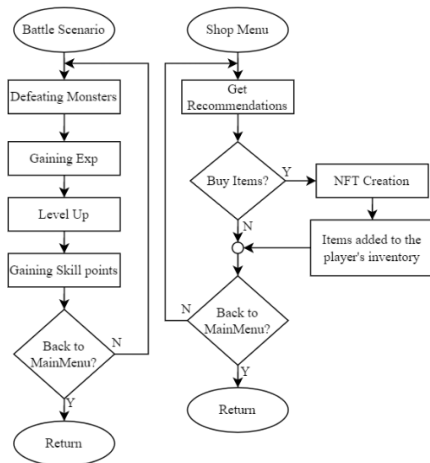 Battle Scenario
Defeating Monsters
Gaining Exp
Level Up
Gaining Skill points
Back to
MainMenu?
N
Y
Return
Shop Menu
Get
Recommendations
Buy Items?
Y
N
NFT Creation
Items added to the
player's inventory
Back to
MainMenu?
N
Y
Return